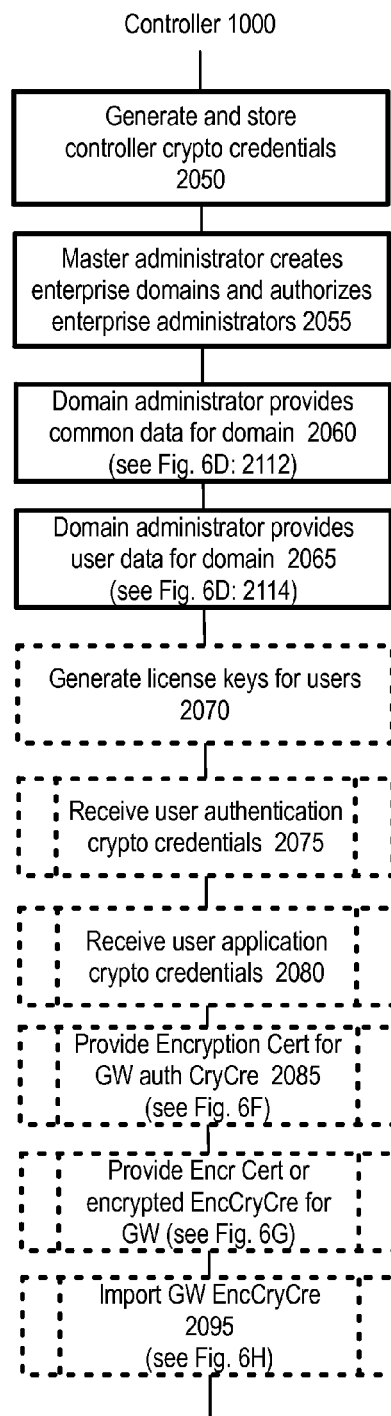 Controller 1000
Generate and store
controller crypto credentials
2050
Master administrator creates
enterprise domains and authorizes
enterprise administrators 2055
Domain administrator provides
common data for domain 2060
(see Fig. 6D: 2112)
Domain administrator provides
user data for domain 2065
(see Fig. 6D: 2114)
Generate license keys for users
2070
Receive user authentication
crypto credentials 2075
Receive user application
crypto credentials 2080
Provide Encryption Cert for
GW auth CryCre 2085
(see Fig. 6F)
Provide Encr Cert or
encrypted EncCryCre for
GW (see Fig. 6G)
Import GW EncCryCre
2095
(see Fig. 6H)